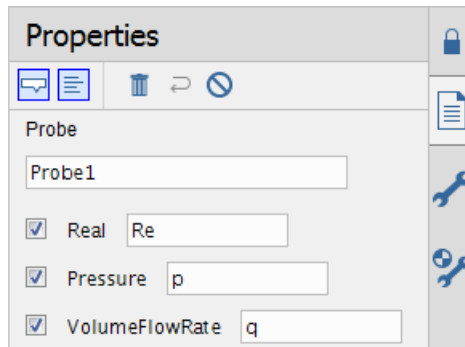 Properties
Probe
Probe1
Real Re
Pressure p
VolumeFlowRate q